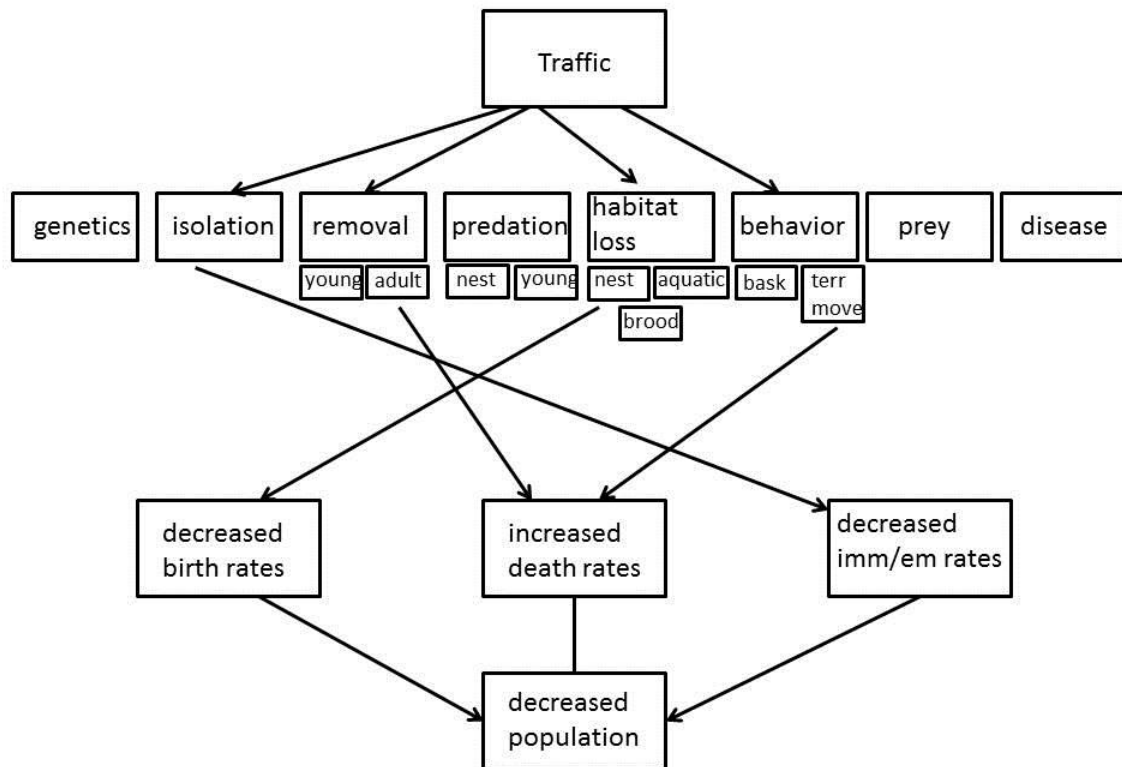 Traffic
genetics
isolation
removal
predation
habitat
loss
behavior
prey
disease
young
adult
nest
young
nest
aquatic
bask
terr
move
brood
decreased
birth rates
increased
death rates
decreased
imm/em rates
decreased
population